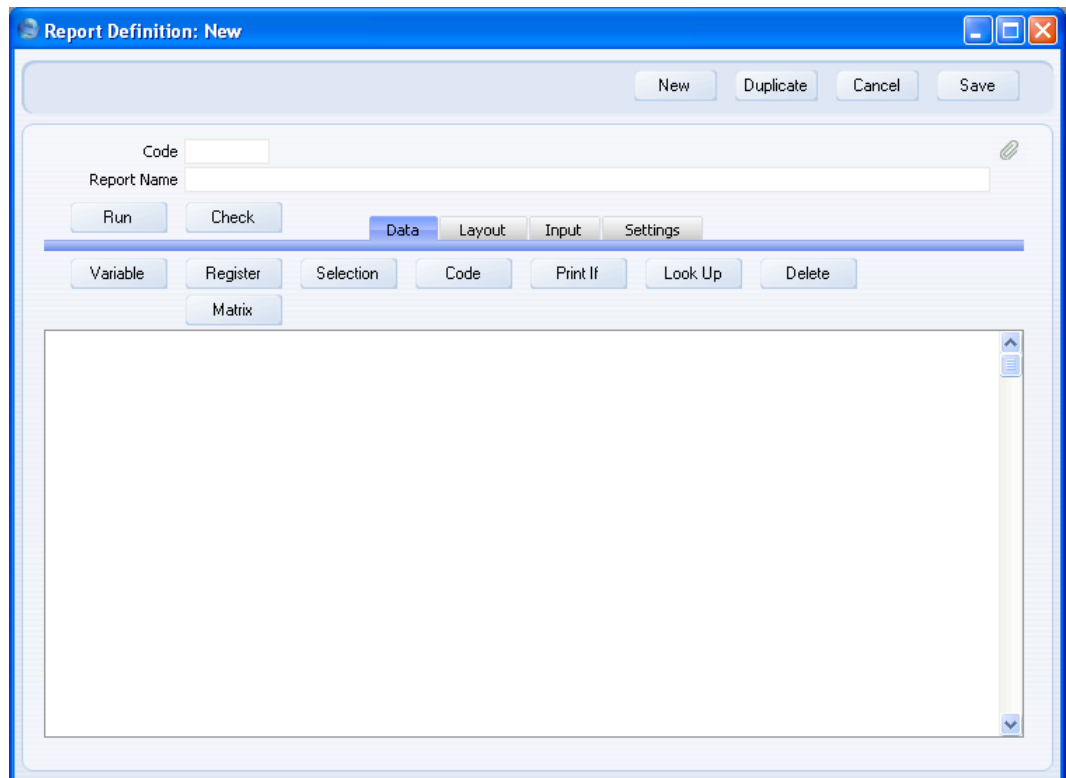 Report Definition: New
New Duplicate Cancel Save
Code
Report Name
Run Check Data Layout Input Settings
Variable Register Selection Code Print If Look Up Delete
Matrix